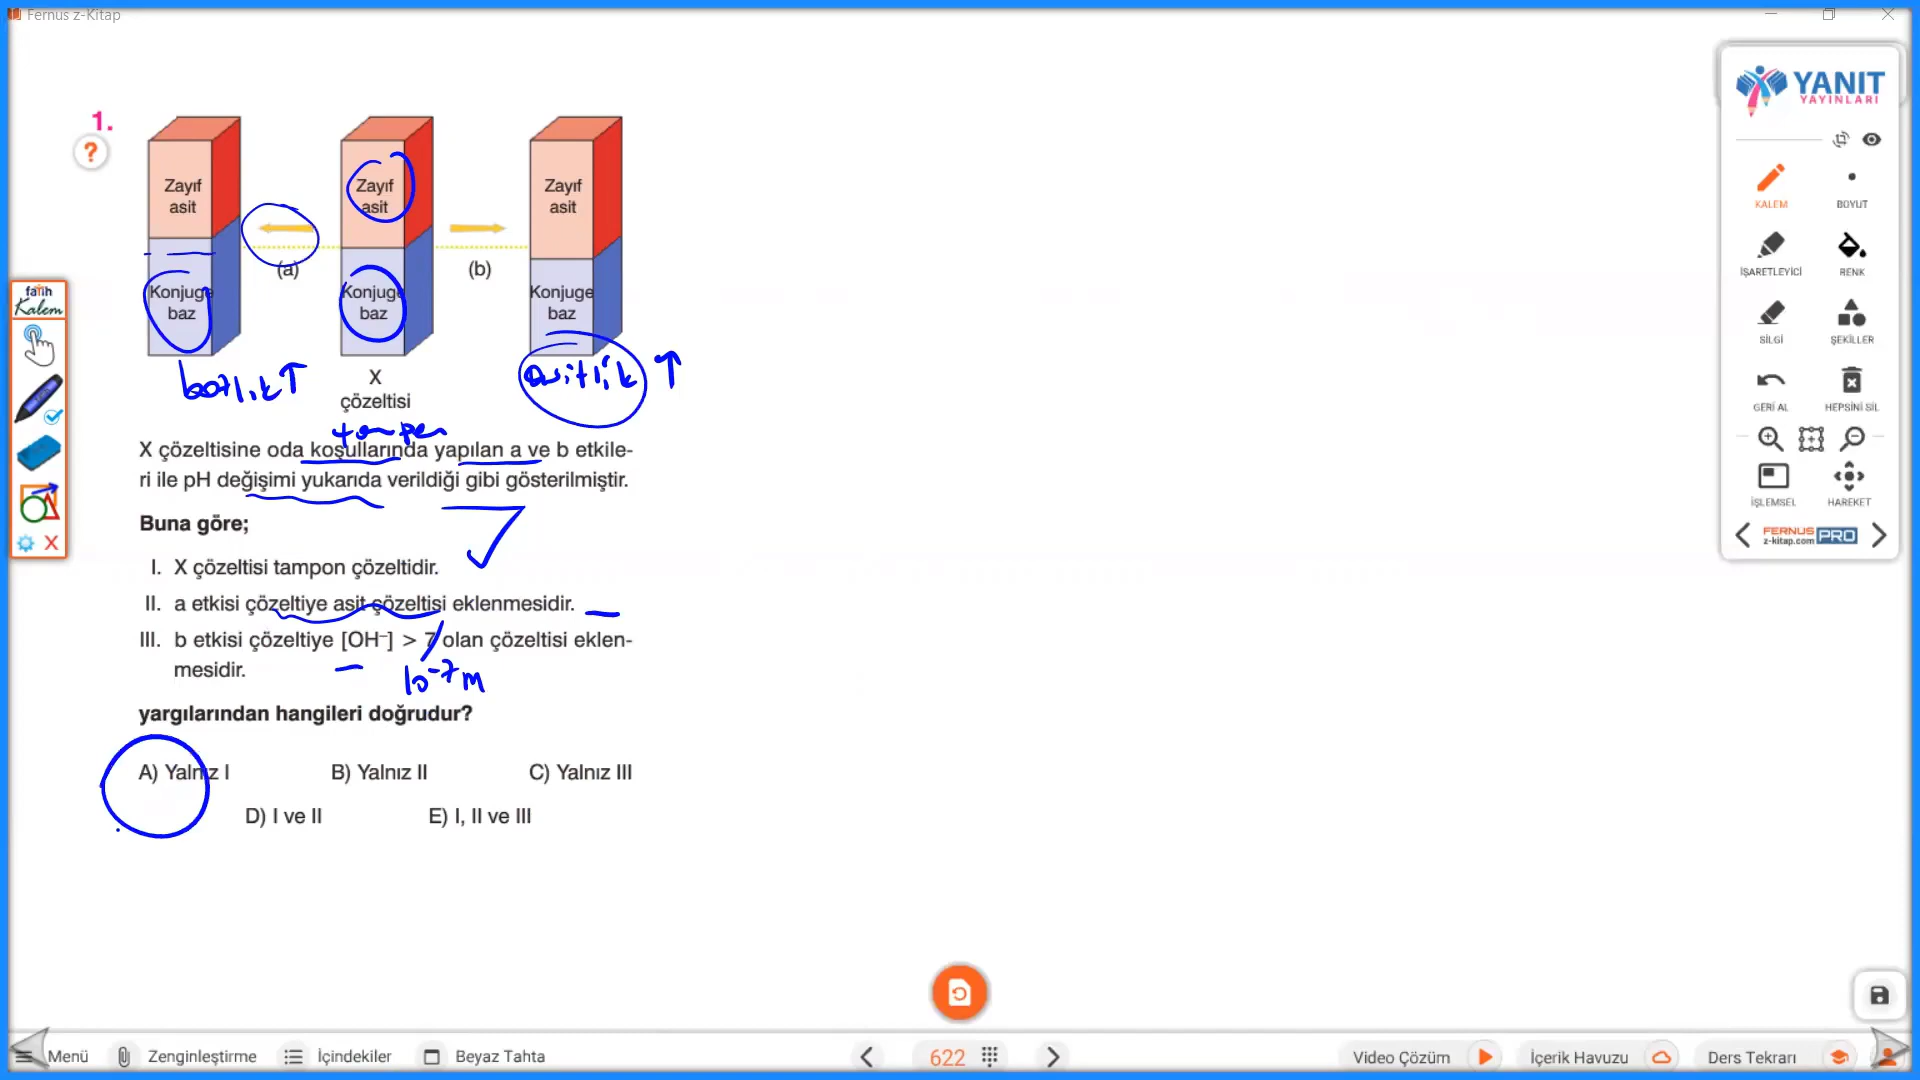 Fernus z-Kitap
1.
?
Zayıf
asit
Konjuge
baz
(a)
Zayıf
asit
Konjuge
baz
(b)
Zayıf
asit
Konjuge
baz
bazlık↑
X
çözeltisi
tampon
asitlik ↑
X çözeltisine oda koşullarında yapılan a ve b etkile-
ri ile pH değişimi yukarıda verildiği gibi gösterilmiştir.
Buna göre;
I. X çözeltisi tampon çözeltidir.
II. a etkisi çözeltiye asit çözeltisi eklenmesidir.
III. b etkisi çözeltiye [OH⁻] > 7 olan çözeltisi eklen-
mesidir.
10⁻⁷ M
yargılarından hangileri doğrudur?
A) Yalnız I B) Yalnız II C) Yalnız III
D) I ve II E) I, II ve III
fatih
Kalem
YANIT
YAYINLARI
KALEM BOYUT
İŞARETLEYİCİ RENK
SİLGİ ŞEKİLLER
GERİ AL HEPSİNİ SİL
İŞLEMSEL HAREKET
FERNUS PRO
z-kitap.com
Menü Zenginleştirme İçindekiler Beyaz Tahta 622 Video Çözüm İçerik Havuzu Ders Tekrarı